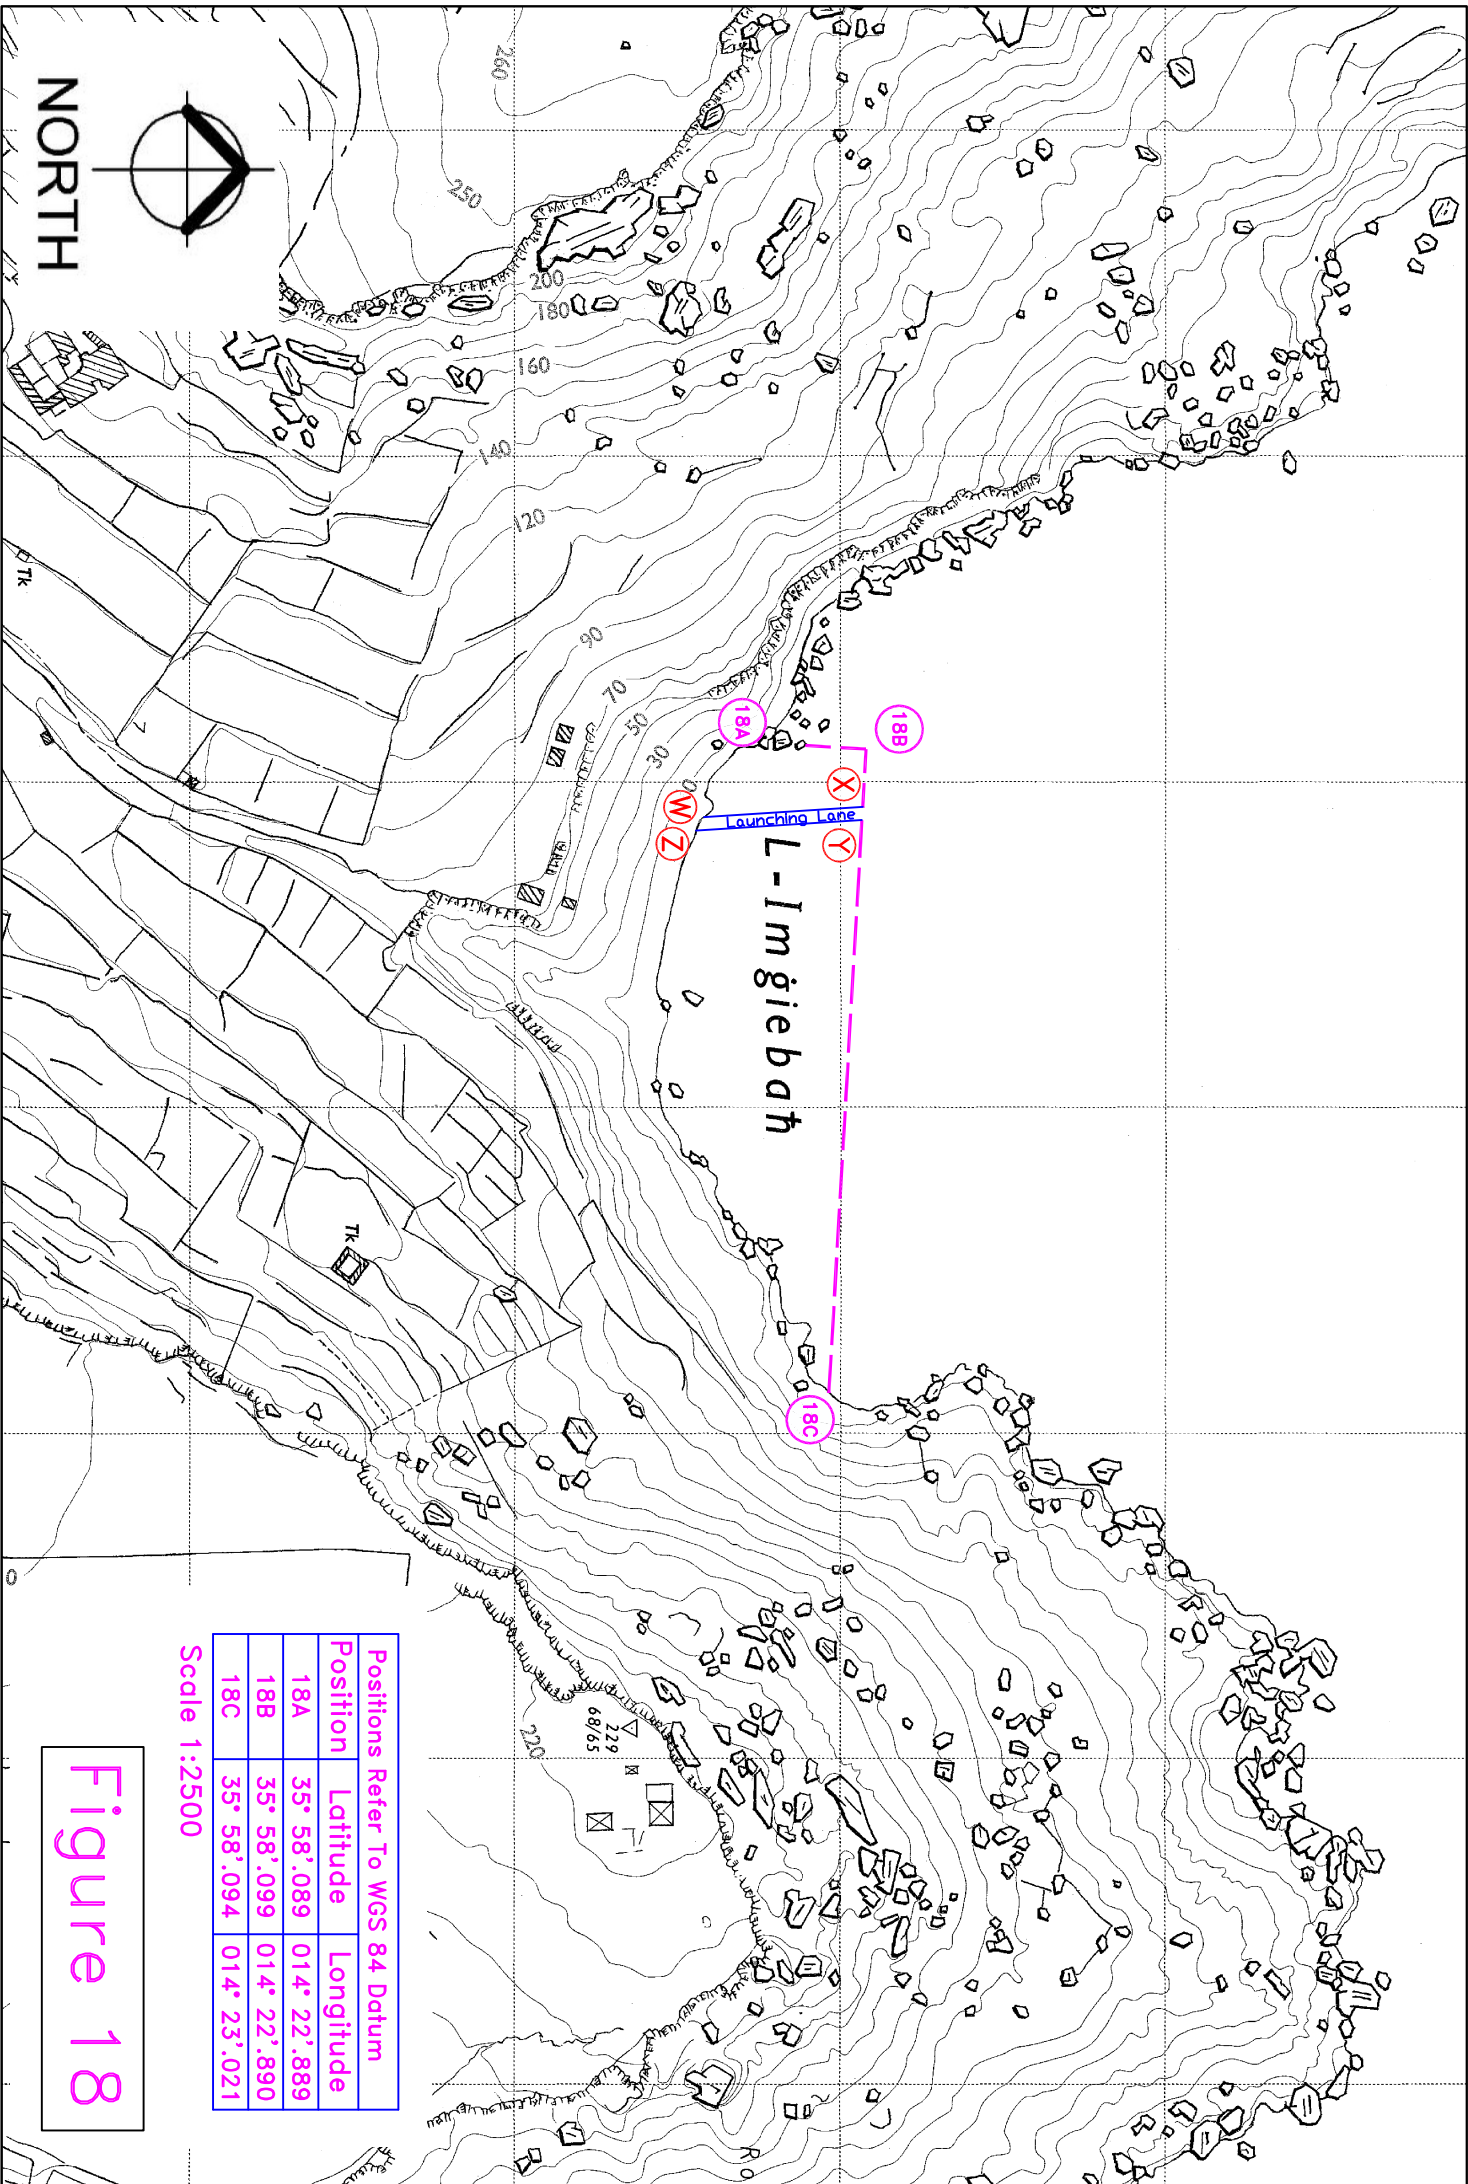 NORTH
260
250
200
180
160
140
120
90
70
50
30
0
Tk
18A
18B
X
W
Launching Lane
Z
Y
L-Imġiebaħ
18C
Tk
229
68/65
220
0
Ro
Positions Refer To WGS 84 Datum
Position Latitude Longitude
18A 35° 58'.089 014° 22'.889
18B 35° 58'.099 014° 22'.890
18C 35° 58'.094 014° 23'.021
Scale 1:2500
Figure 18